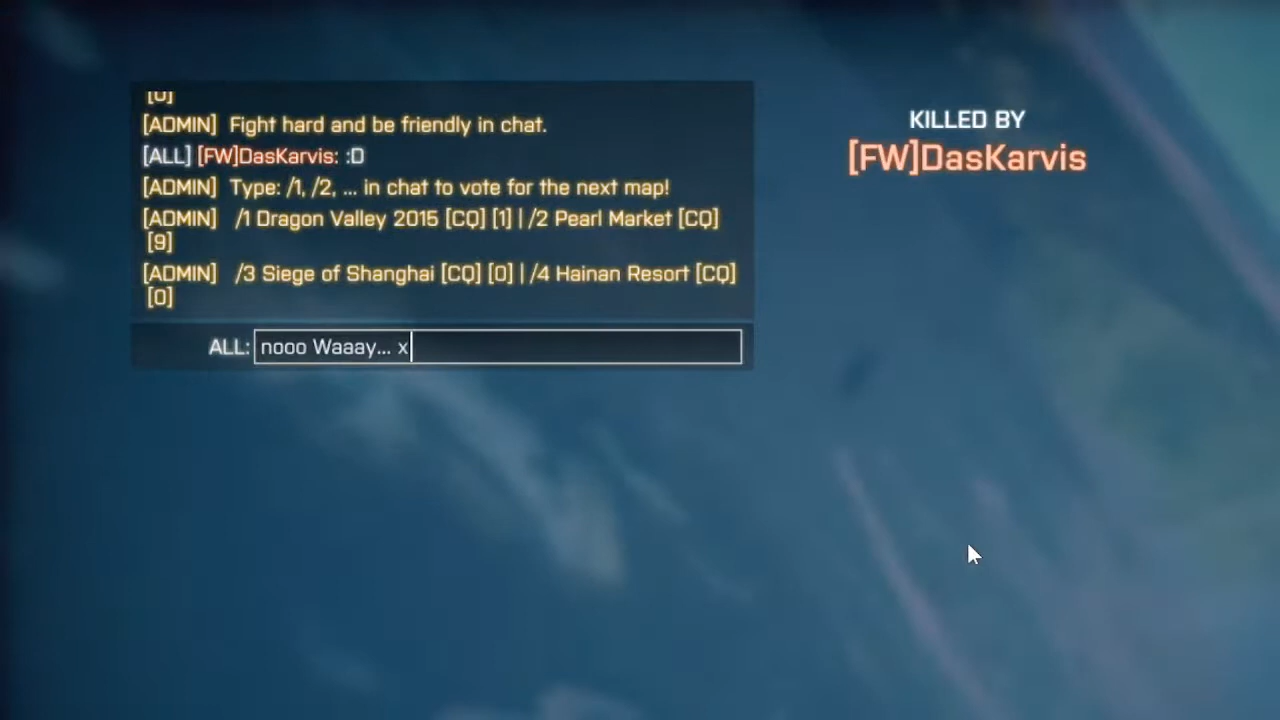 [0]
[ADMIN] Fight hard and be friendly in chat.
[ALL] [FW]DasKarvis: :D
[ADMIN] Type: /1, /2, ... in chat to vote for the next map!
[ADMIN] /1 Dragon Valley 2015 [CQ] [1] | /2 Pearl Market [CQ]
[9]
[ADMIN] /3 Siege of Shanghai [CQ] [0] | /4 Hainan Resort [CQ]
[0]
ALL: nooo Waaay... x
KILLED BY
[FW]DasKarvis